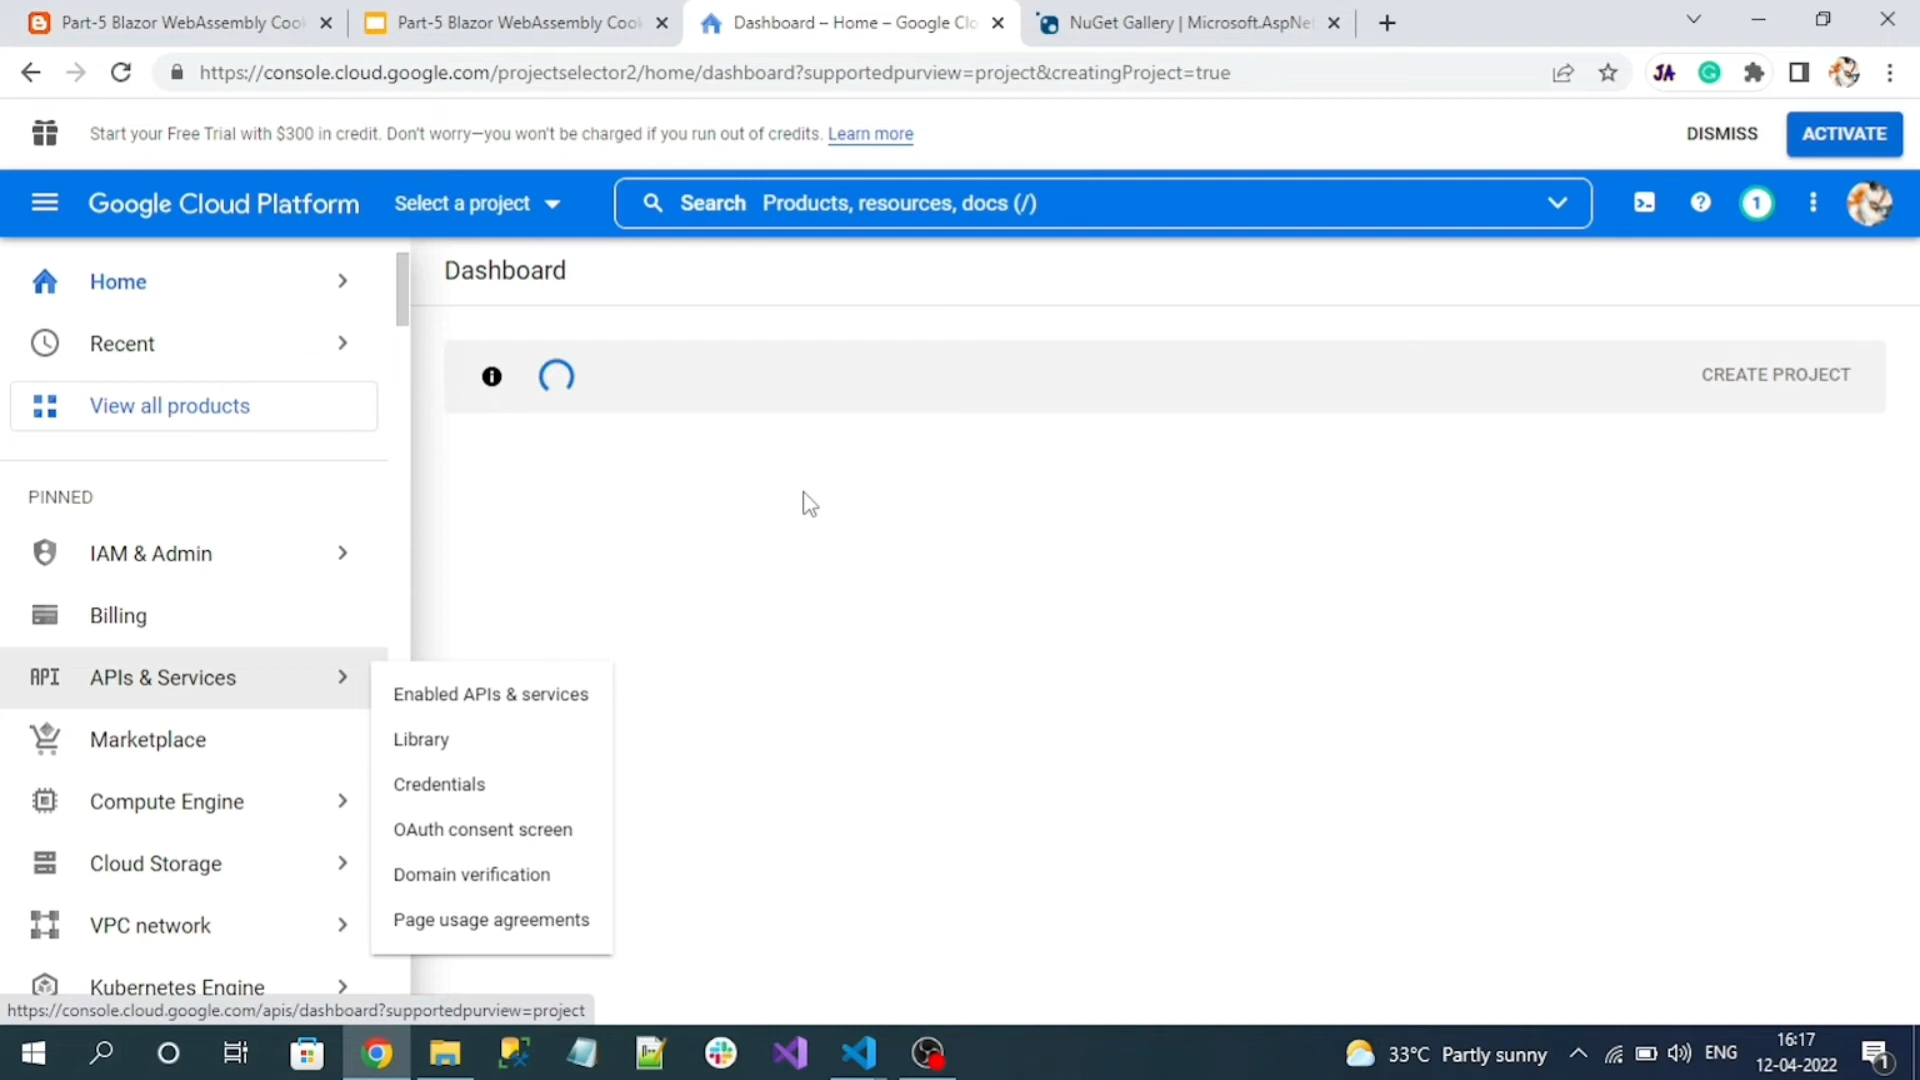 Part-5 Blazor WebAssembly Cook
Part-5 Blazor WebAssembly Cook
Dashboard – Home – Google Clo
NuGet Gallery | Microsoft.AspNet
https://console.cloud.google.com/projectselector2/home/dashboard?supportedpurview=project&creatingProject=true
JA
G
Start your Free Trial with $300 in credit. Don't worry—you won't be charged if you run out of credits. Learn more
DISMISS
ACTIVATE
Google Cloud Platform
Select a project
Search Products, resources, docs (/)
1
Home
Dashboard
Recent
CREATE PROJECT
View all products
PINNED
IAM & Admin
Billing
API APIs & Services
Enabled APIs & services
Library
Credentials
OAuth consent screen
Domain verification
Page usage agreements
Marketplace
Compute Engine
Cloud Storage
VPC network
Kubernetes Engine
https://console.cloud.google.com/apis/dashboard?supportedpurview=project
33°C Partly sunny
ENG
16:17
12-04-2022
1